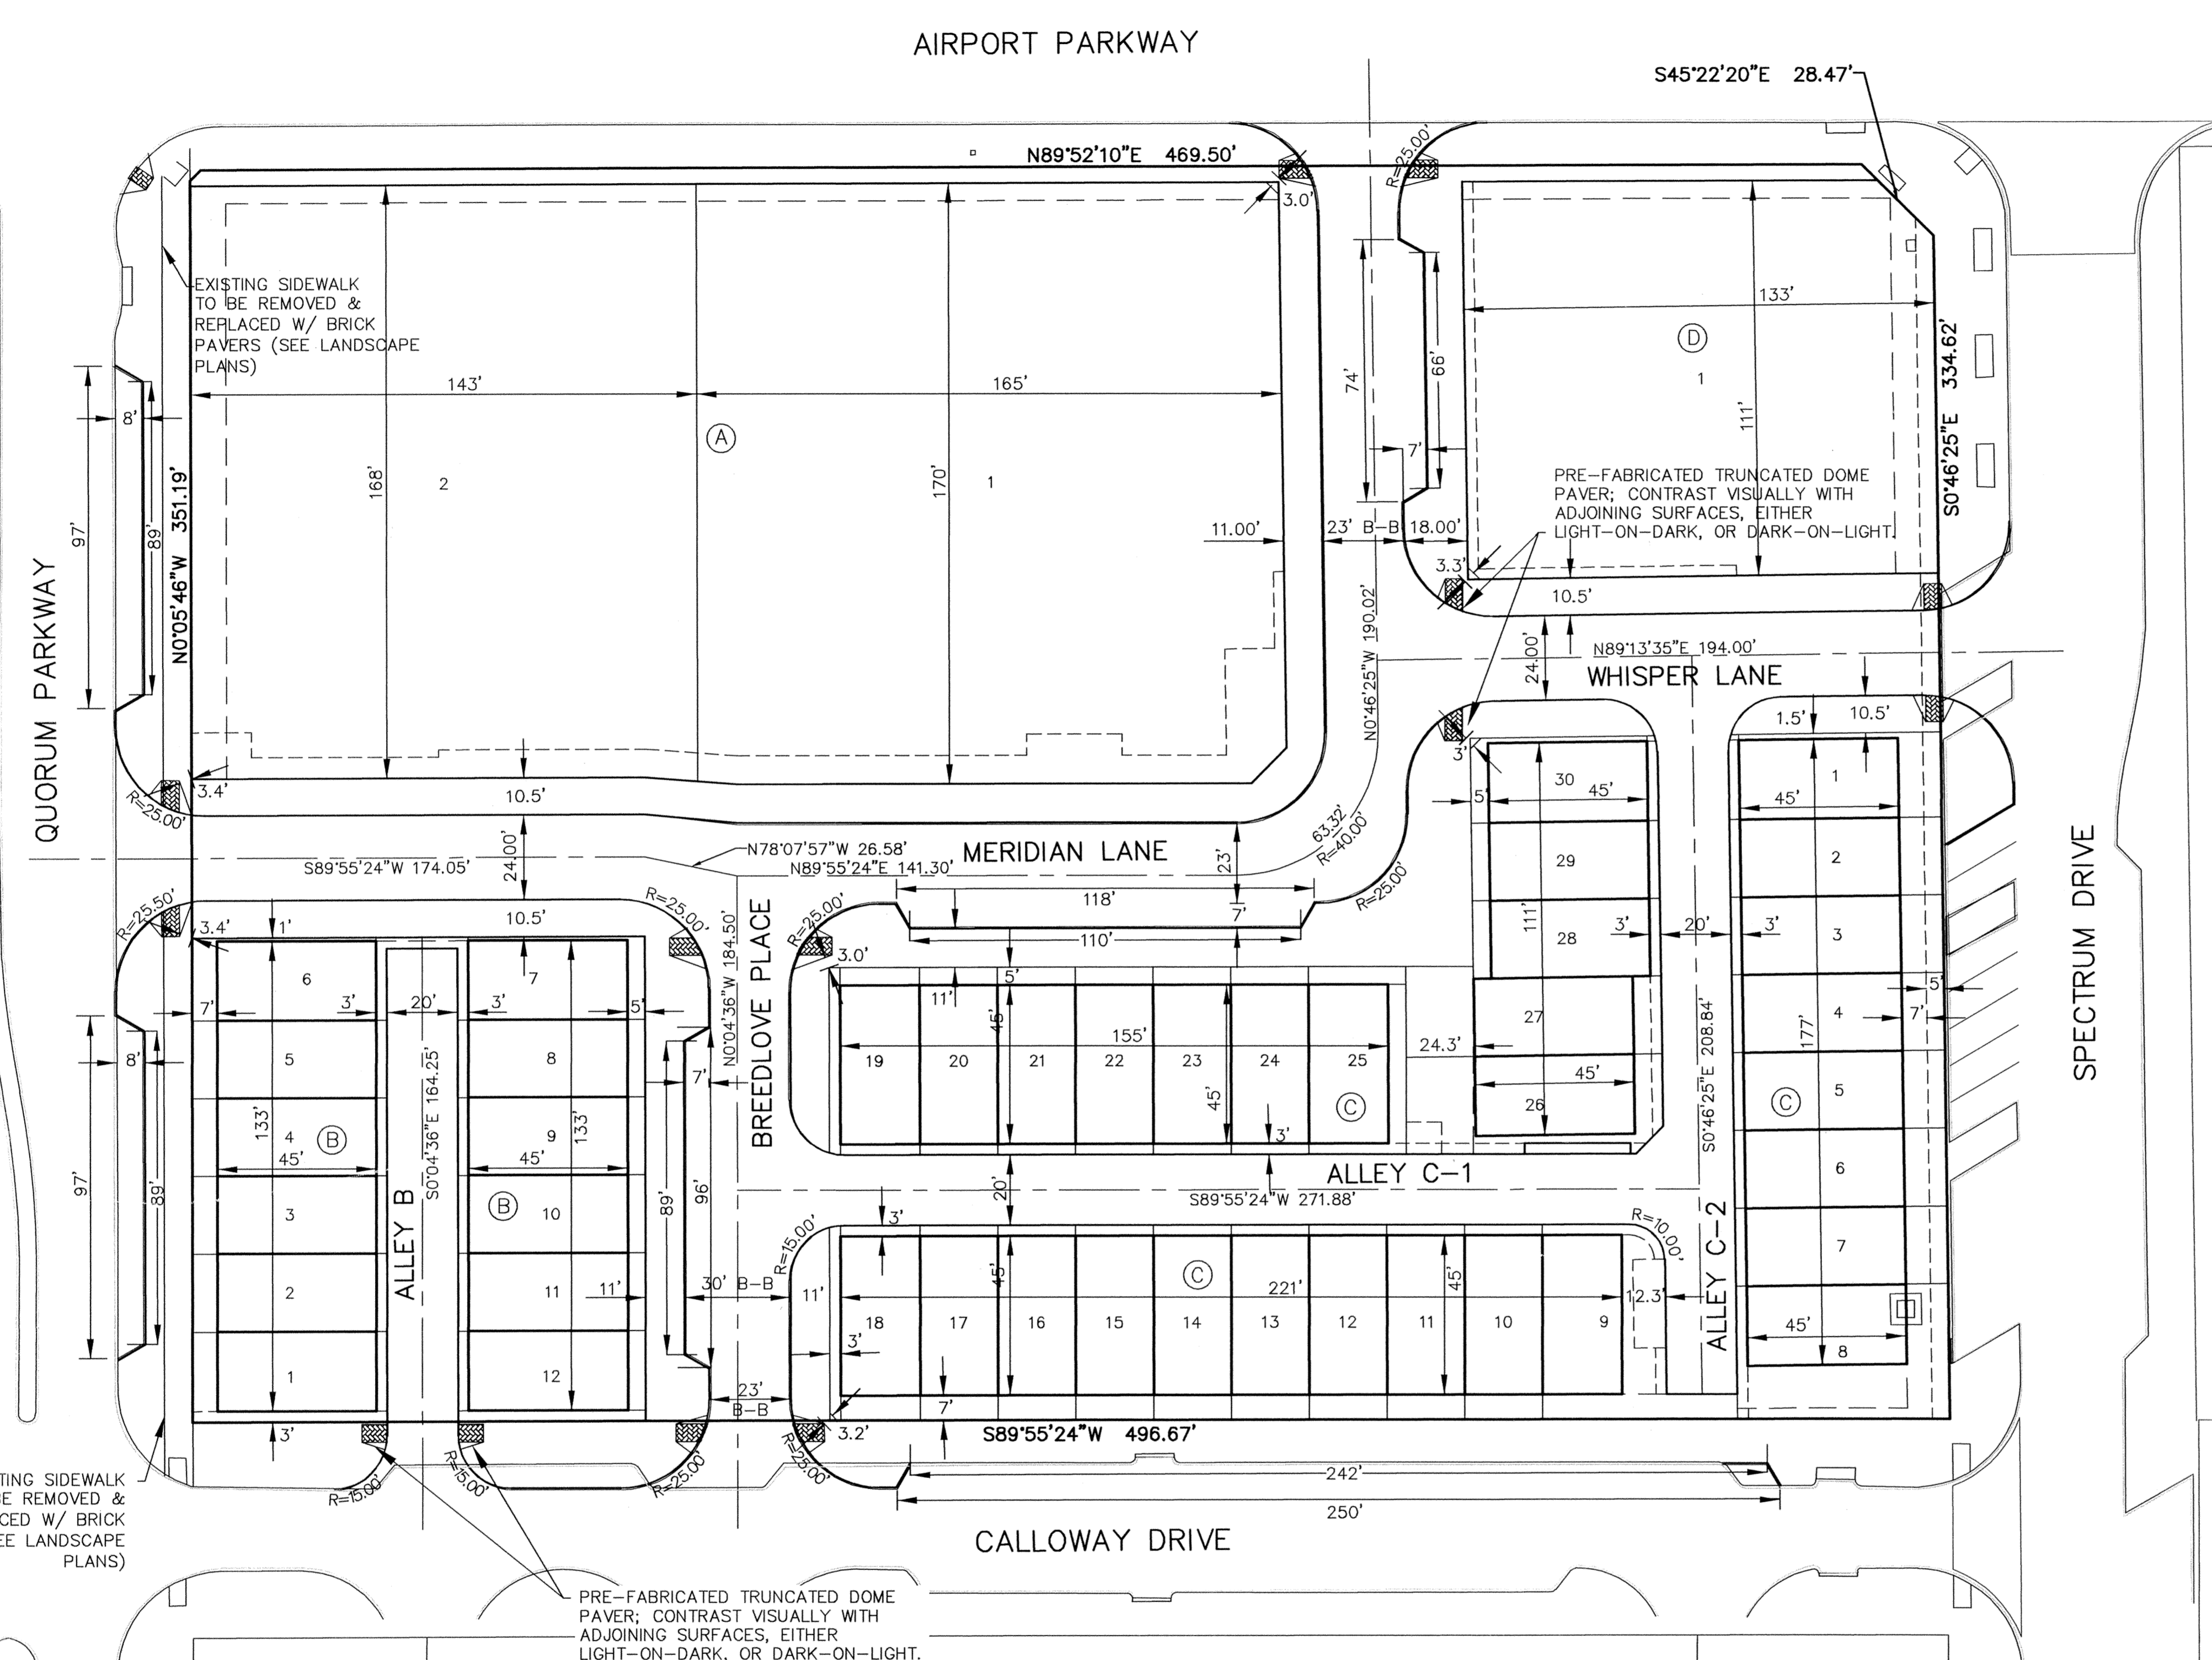 AIRPORT PARKWAY
S45°22'20"E 28.47'
N89°52'10"E 469.50'
R=25.00'
3.0'
EXISTING SIDEWALK
TO BE REMOVED &
REPLACED W/ BRICK
PAVERS (SEE LANDSCAPE
PLANS)
143'
165'
133'
D
1
A
97'
8'
89'
N0°05'46"W 351.19'
168'
2
170'
1
74'
66'
7'
111'
S0°46'25"E 334.62'
PRE-FABRICATED TRUNCATED DOME
PAVER; CONTRAST VISUALLY WITH
ADJOINING SURFACES, EITHER
LIGHT-ON-DARK, OR DARK-ON-LIGHT.
11.00'
23' B-B
18.00'
3.3'
10.5'
QUORUM PARKWAY
N0°46'25"W 190.02'
24.00'
N89°13'35"E 194.00'
WHISPER LANE
1.5'
10.5'
3'
3.4'
R=25.00'
10.5'
30
5'
45'
1
45'
24.00'
S89°55'24"W 174.05'
N78°07'57"W 26.58'
N89°55'24"E 141.30'
MERIDIAN LANE
23'
63.32'
R=40.00'
R=25.00'
29
2
SPECTRUM DRIVE
R=25.50'
3.4'
1'
10.5'
R=25.00'
R=25.00'
118'
7'
110'
3.0'
28
111'
3'
20'
3'
3
6
7
7'
3'
20'
3'
5'
N0°04'36"W 184.50'
BREEDLOVE PLACE
5'
11'
45'
155'
27
5'
7'
4
177'
8'
5
8
7'
19
20
21
22
23
24
25
24.3'
45'
45'
26
S0°46'25"E 208.84'
C
C
5
97'
89'
133'
4
B
45'
S0°04'36"E 164.25'
9
133'
45'
3'
ALLEY C-1
6
3
ALLEY B
B
10
89'
96'
20'
S89°55'24"W 271.88'
3'
R=15.00'
R=10.00'
ALLEY C-2
7
2
11'
11
30' B-B
11'
45'
C
221'
45'
12.3'
18
17
16
15
14
13
12
11
10
9
45'
8
1
12
3'
23'
B-B
7'
3'
3.2'
S89°55'24"W 496.67'
R=15.00'
R=15.00'
R=25.00'
R=25.00'
242'
250'
TING SIDEWALK
E REMOVED &
CED W/ BRICK
EE LANDSCAPE
PLANS)
CALLOWAY DRIVE
PRE-FABRICATED TRUNCATED DOME
PAVER; CONTRAST VISUALLY WITH
ADJOINING SURFACES, EITHER
LIGHT-ON-DARK, OR DARK-ON-LIGHT.